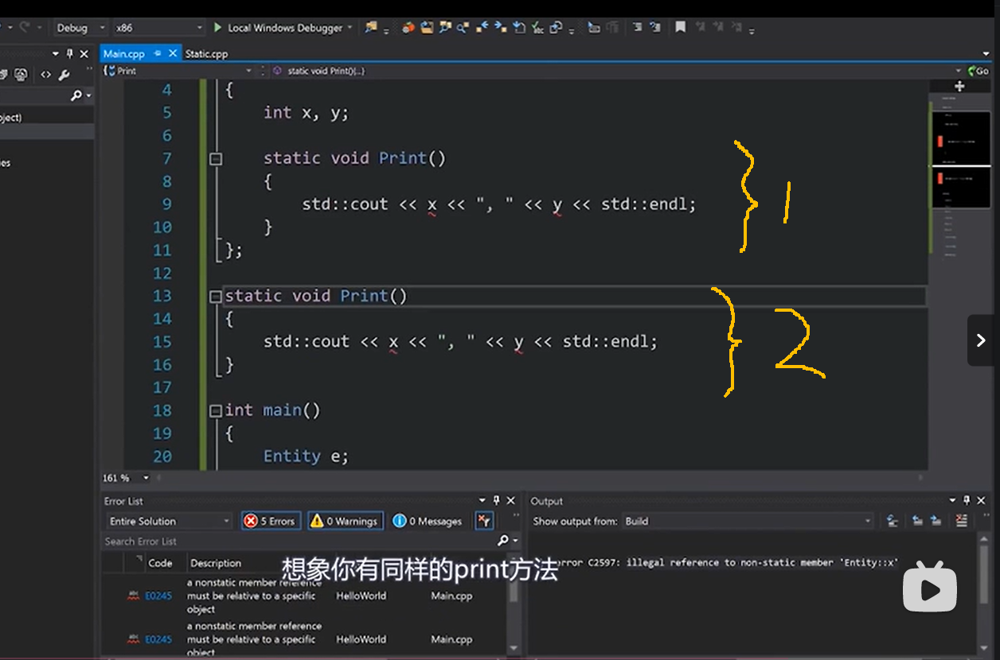 Debug x86 Local Windows Debugger
Main.cpp Static.cpp
Print static void Print(){...} Go
4 {
5 int x, y;
6
7 static void Print()
8 {
9 std::cout << x << ", " << y << std::endl;
10 }
11 };
12
13 static void Print()
14 {
15 std::cout << x << ", " << y << std::endl;
16 }
17
18 int main()
19 {
20 Entity e;
1
2
161 %
Error List
Entire Solution 5 Errors 0 Warnings 0 Messages
Search Error List
Code Description
E0245 a nonstatic member reference must be relative to a specific object HelloWorld Main.cpp
E0245 a nonstatic member reference must be relative to a specific object HelloWorld Main.cpp
Output
Show output from: Build
error C2597: illegal reference to non-static member 'Entity::x'
想象你有同样的print方法